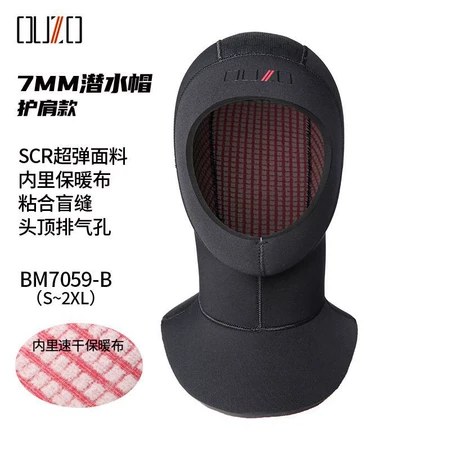 OUZO
OUZO
7MM潜水帽
护肩款
SCR超弹面料
内里保暖布
粘合盲缝
头顶排气孔
BM7059-B
（S~2XL）
内里速干保暖布